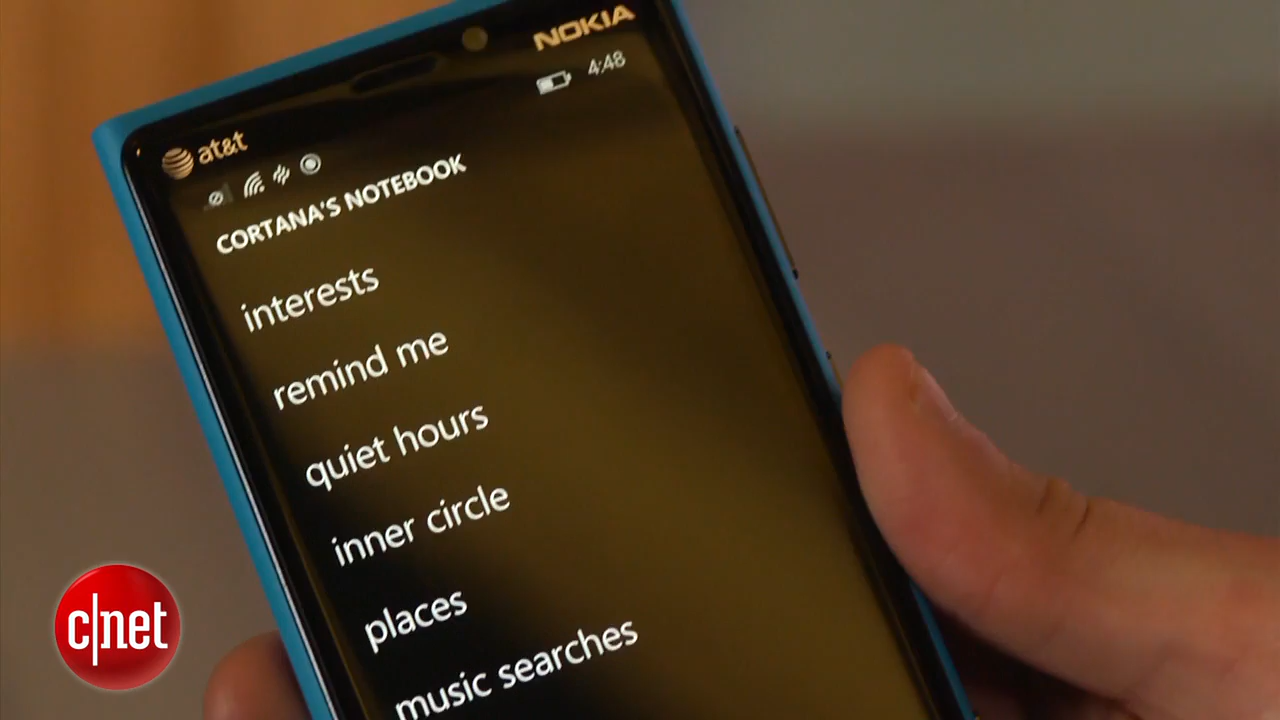 NOKIA
4:48
at&t
CORTANA'S NOTEBOOK
interests
remind me
quiet hours
inner circle
places
music searches
c|net